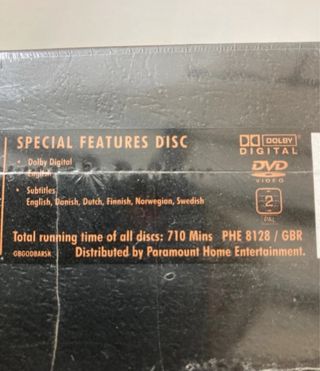 SPECIAL FEATURES DISC
DOLBY
DIGITAL
• Dolby Digital
English
• Subtitles
English, Danish, Dutch, Finnish, Norwegian, Swedish
DVD
VIDEO
2
PAL
Total running time of all discs: 710 Mins PHE 8128 / GBR
GBGODBARSK Distributed by Paramount Home Entertainment.